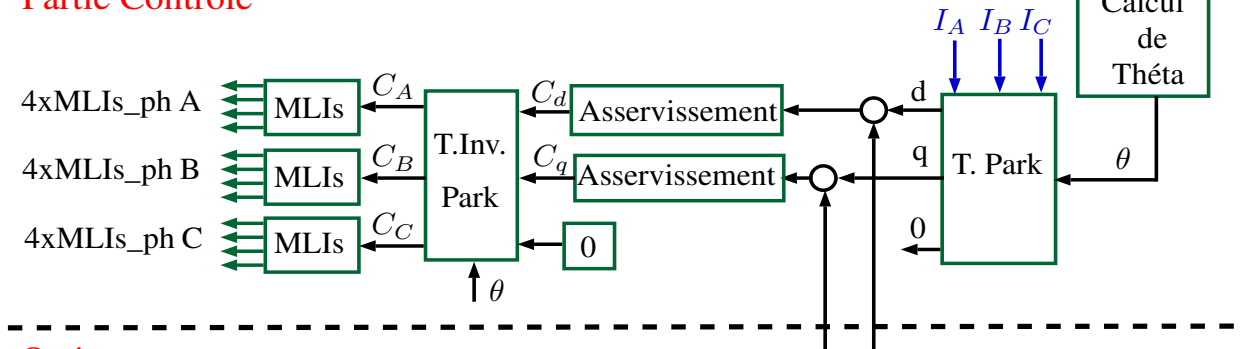 Partie Contrôle
Calcul
de
Théta
I_A I_B I_C
4xMLIs_ph A
MLIs
C_A
T.Inv.
Park
C_d
Asservissement
d
4xMLIs_ph B
MLIs
C_B
C_q
Asservissement
q
T. Park
θ
4xMLIs_ph C
MLIs
C_C
0
0
θ